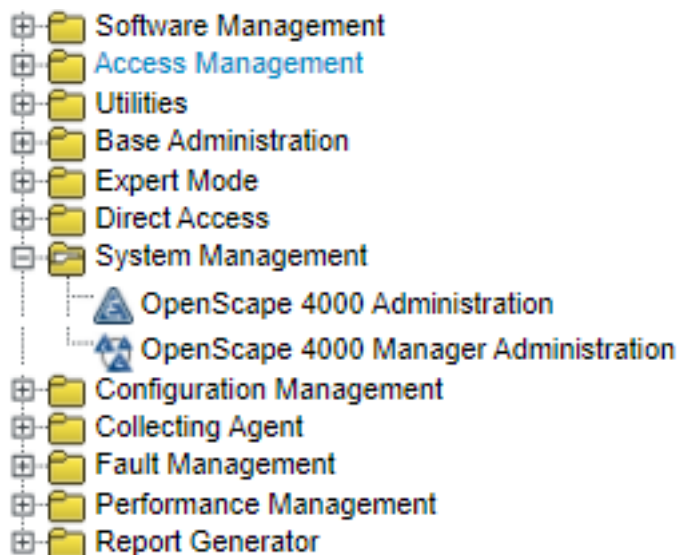 Software Management
Access Management
Utilities
Base Administration
Expert Mode
Direct Access
System Management
OpenScape 4000 Administration
OpenScape 4000 Manager Administration
Configuration Management
Collecting Agent
Fault Management
Performance Management
Report Generator